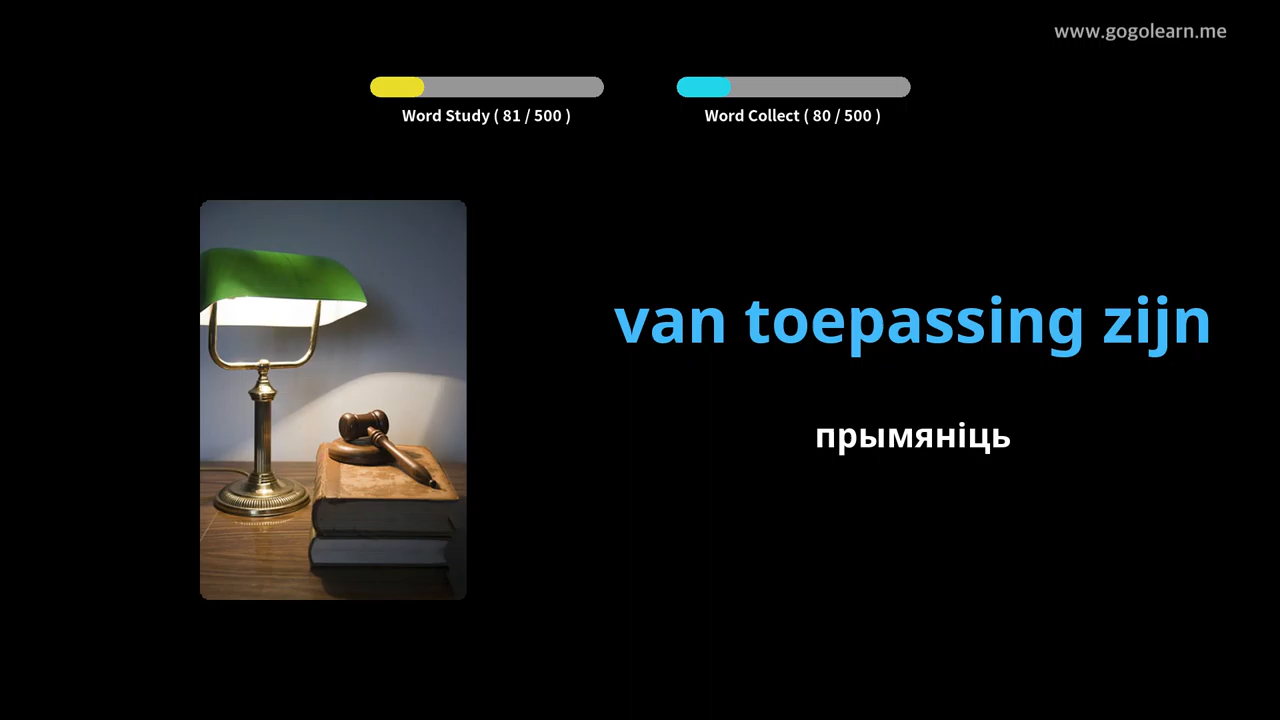 www.gogolearn.me
Word Study ( 81 / 500 )
Word Collect ( 80 / 500 )
van toepassing zijn
прымяніць